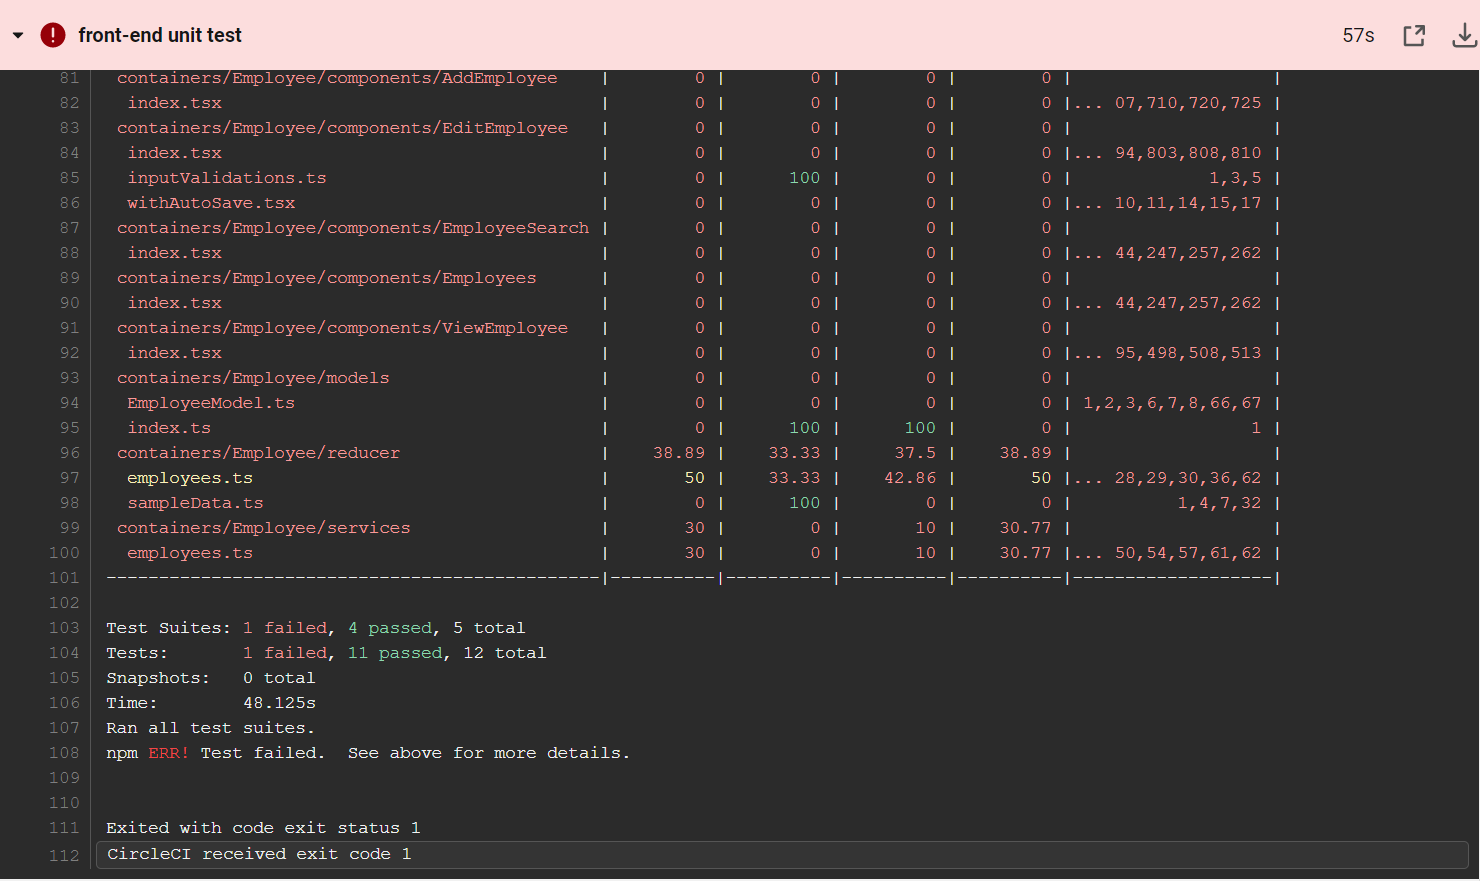 front-end unit test 57s
81 containers/Employee/components/AddEmployee | 0 | 0 | 0 | 0 | |
82 index.tsx | 0 | 0 | 0 | 0 |... 07,710,720,725 |
83 containers/Employee/components/EditEmployee | 0 | 0 | 0 | 0 | |
84 index.tsx | 0 | 0 | 0 | 0 |... 94,803,808,810 |
85 inputValidations.ts | 0 | 100 | 0 | 0 | 1,3,5 |
86 withAutoSave.tsx | 0 | 0 | 0 | 0 |... 10,11,14,15,17 |
87 containers/Employee/components/EmployeeSearch | 0 | 0 | 0 | 0 | |
88 index.tsx | 0 | 0 | 0 | 0 |... 44,247,257,262 |
89 containers/Employee/components/Employees | 0 | 0 | 0 | 0 | |
90 index.tsx | 0 | 0 | 0 | 0 |... 44,247,257,262 |
91 containers/Employee/components/ViewEmployee | 0 | 0 | 0 | 0 | |
92 index.tsx | 0 | 0 | 0 | 0 |... 95,498,508,513 |
93 containers/Employee/models | 0 | 0 | 0 | 0 | |
94 EmployeeModel.ts | 0 | 0 | 0 | 0 | 1,2,3,6,7,8,66,67 |
95 index.ts | 0 | 100 | 100 | 0 | 1 |
96 containers/Employee/reducer | 38.89 | 33.33 | 37.5 | 38.89 | |
97 employees.ts | 50 | 33.33 | 42.86 | 50 |... 28,29,30,36,62 |
98 sampleData.ts | 0 | 100 | 0 | 0 | 1,4,7,32 |
99 containers/Employee/services | 30 | 0 | 10 | 30.77 | |
100 employees.ts | 30 | 0 | 10 | 30.77 |... 50,54,57,61,62 |
101 -----------------------------------------------|----------|----------|----------|----------|-------------------|
102
103 Test Suites: 1 failed, 4 passed, 5 total
104 Tests: 1 failed, 11 passed, 12 total
105 Snapshots: 0 total
106 Time: 48.125s
107 Ran all test suites.
108 npm ERR! Test failed. See above for more details.
109
110
111 Exited with code exit status 1
112 CircleCI received exit code 1